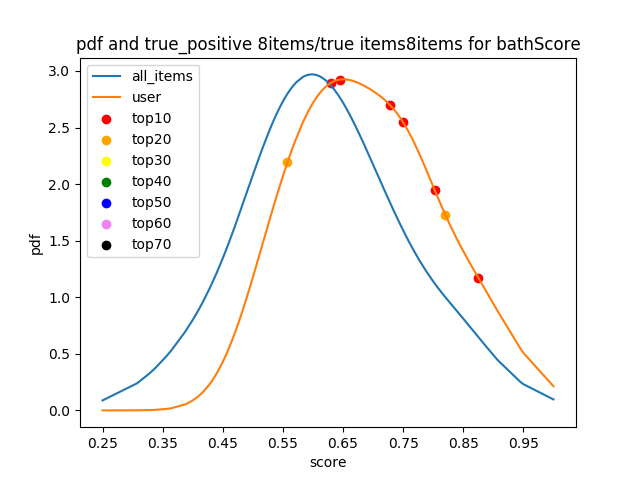 pdf and true_positive 8items/true items8items for bathScore
all_items
user
top10
top20
top30
top40
top50
top60
top70
pdf
3.0
2.5
2.0
1.5
1.0
0.5
0.0
0.25 0.35 0.45 0.55 0.65 0.75 0.85 0.95
score